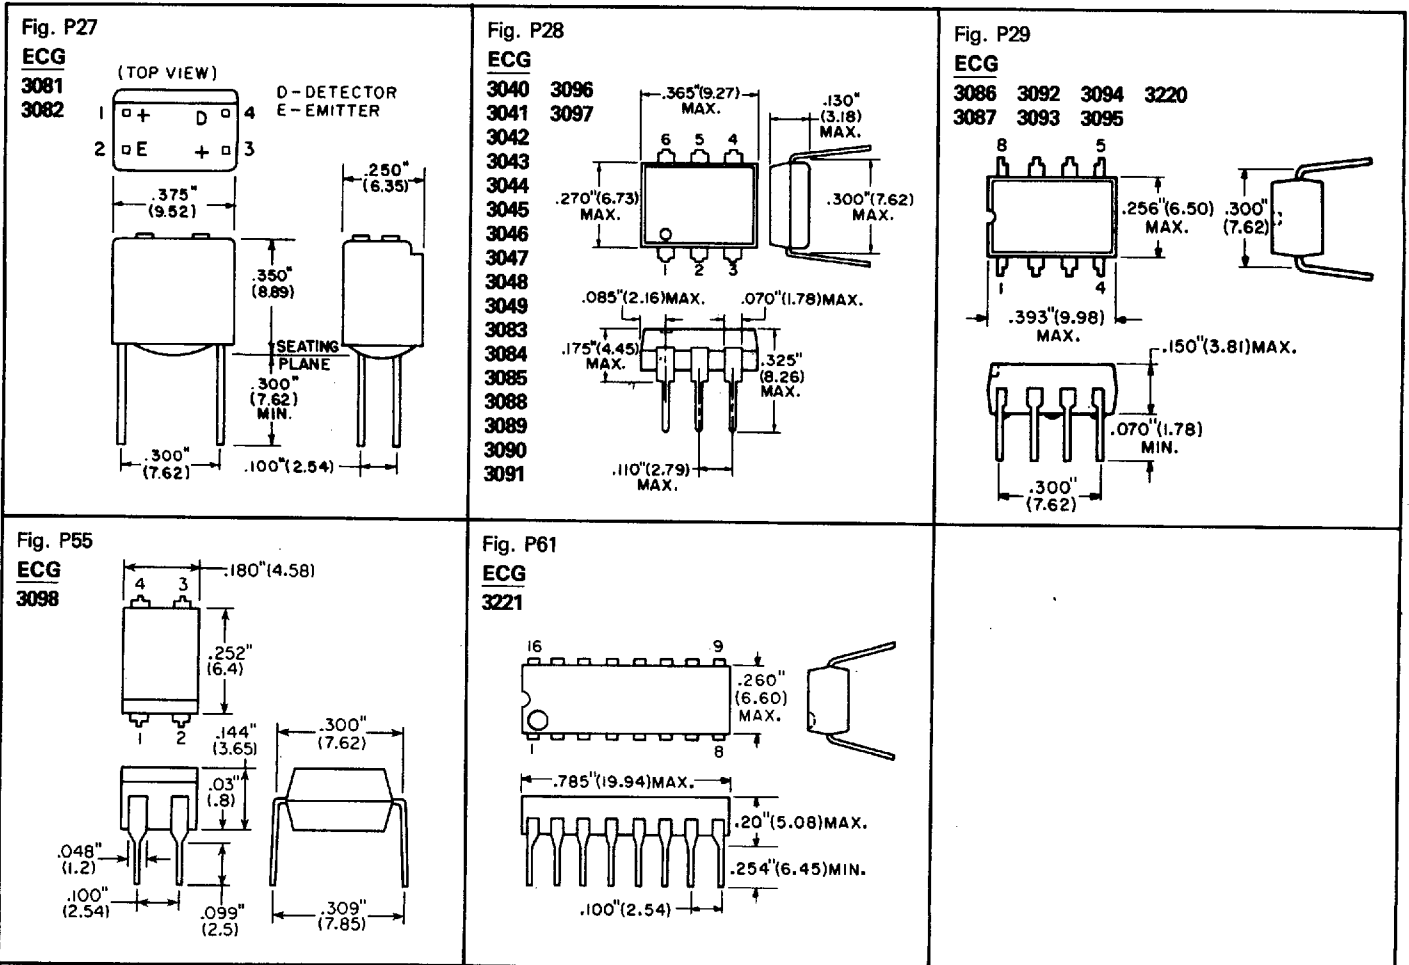 Fig. P27
ECG
3081
3082
(TOP VIEW)
D-DETECTOR
E-EMITTER
1 + D 4
2 E + 3
.375"
(9.52)
.250"
(6.35)
.350"
(8.89)
SEATING
PLANE
.300"
(7.62)
MIN.
.300"
(7.62)
.100"(2.54)
Fig. P28
ECG
3040 3096
3041 3097
3042
3043
3044
3045
3046
3047
3048
3049
3083
3084
3085
3088
3089
3090
3091
.365"(9.27)
MAX.
.130"
(3.18)
MAX.
6 5 4
.270"(6.73)
MAX.
.300"(7.62)
MAX.
1 2 3
.085"(2.16)MAX.
.070"(1.78)MAX.
.175"(4.45)
MAX.
.325"
(8.26)
MAX.
.110"(2.79)
MAX.
Fig. P29
ECG
3086 3092 3094 3220
3087 3093 3095
8 5
.256"(6.50)
MAX.
.300"
(7.62)
1 4
.393"(9.98)
MAX.
.150"(3.81)MAX.
.070"(1.78)
MIN.
.300"
(7.62)
Fig. P55
ECG
3098
.180"(4.58)
4 3
.252"
(6.4)
1 2
.144"
(3.65)
.300"
(7.62)
.03"
(.8)
.048"
(1.2)
.100"
(2.54)
.099"
(2.5)
.309"
(7.85)
Fig. P61
ECG
3221
16 9
.260"
(6.60)
MAX.
1 8
.785"(19.94)MAX.
.20"(5.08)MAX.
.254"(6.45)MIN.
.100"(2.54)